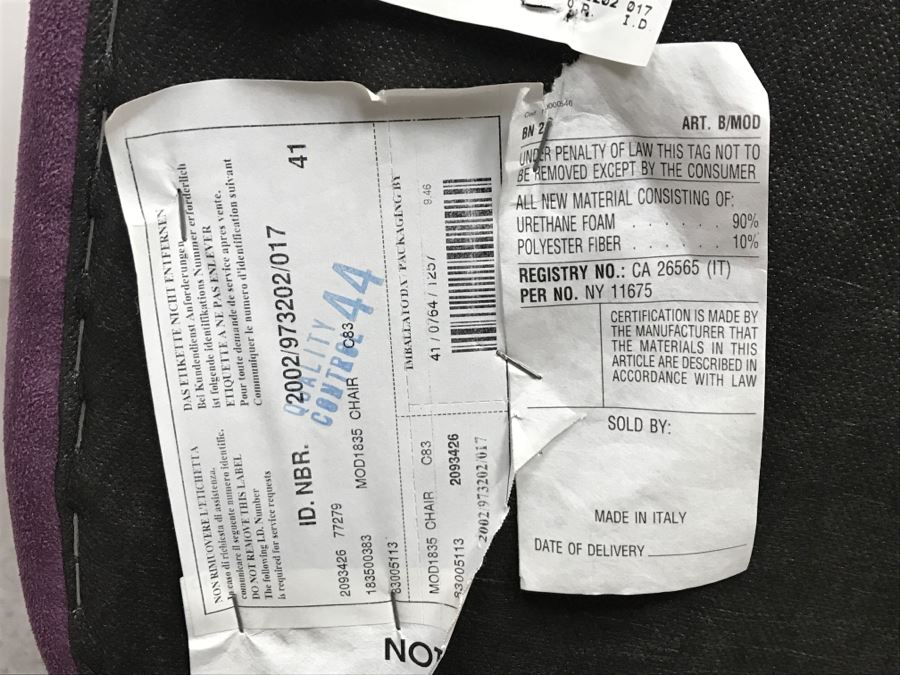 017
I.D
NON RIMUOVERE L'ETICHETTA
In caso di richiesta di assistenza,
comunicare il seguente numero identific.
DO NOT REMOVE THIS LABEL
The following I.D. Number
is required for service requests
DAS ETIKETTE NICHT ENTFERNEN
Bei Kundendienst Anforderungen
ist folgende identifikations Nummer erforderlich
ETIQUETTE A NE PAS ENLEVER
Pour toute demande de service apres vente.
Communiquer le numero d'identification suivant
ID. NBR. 2002/973202/017 41
QUALITY
CONTROL 44
2093426 77279
183500383 MOD1835 CHAIR C83
83005113
IMBALLATO DA/ PACKAGING BY
MOD1835 CHAIR C83 41/0764/1257 9.46
83005113 2093426
2002/973202/017
NOT
ART. B/MOD
BN 2
UNDER PENALTY OF LAW THIS TAG NOT TO
BE REMOVED EXCEPT BY THE CONSUMER
ALL NEW MATERIAL CONSISTING OF:
URETHANE FOAM . . . . . . . 90%
POLYESTER FIBER . . . . . . 10%
REGISTRY NO.: CA 26565 (IT)
PER NO. NY 11675
CERTIFICATION IS MADE BY
THE MANUFACTURER THAT
THE MATERIALS IN THIS
ARTICLE ARE DESCRIBED IN
ACCORDANCE WITH LAW
SOLD BY:
MADE IN ITALY
DATE OF DELIVERY